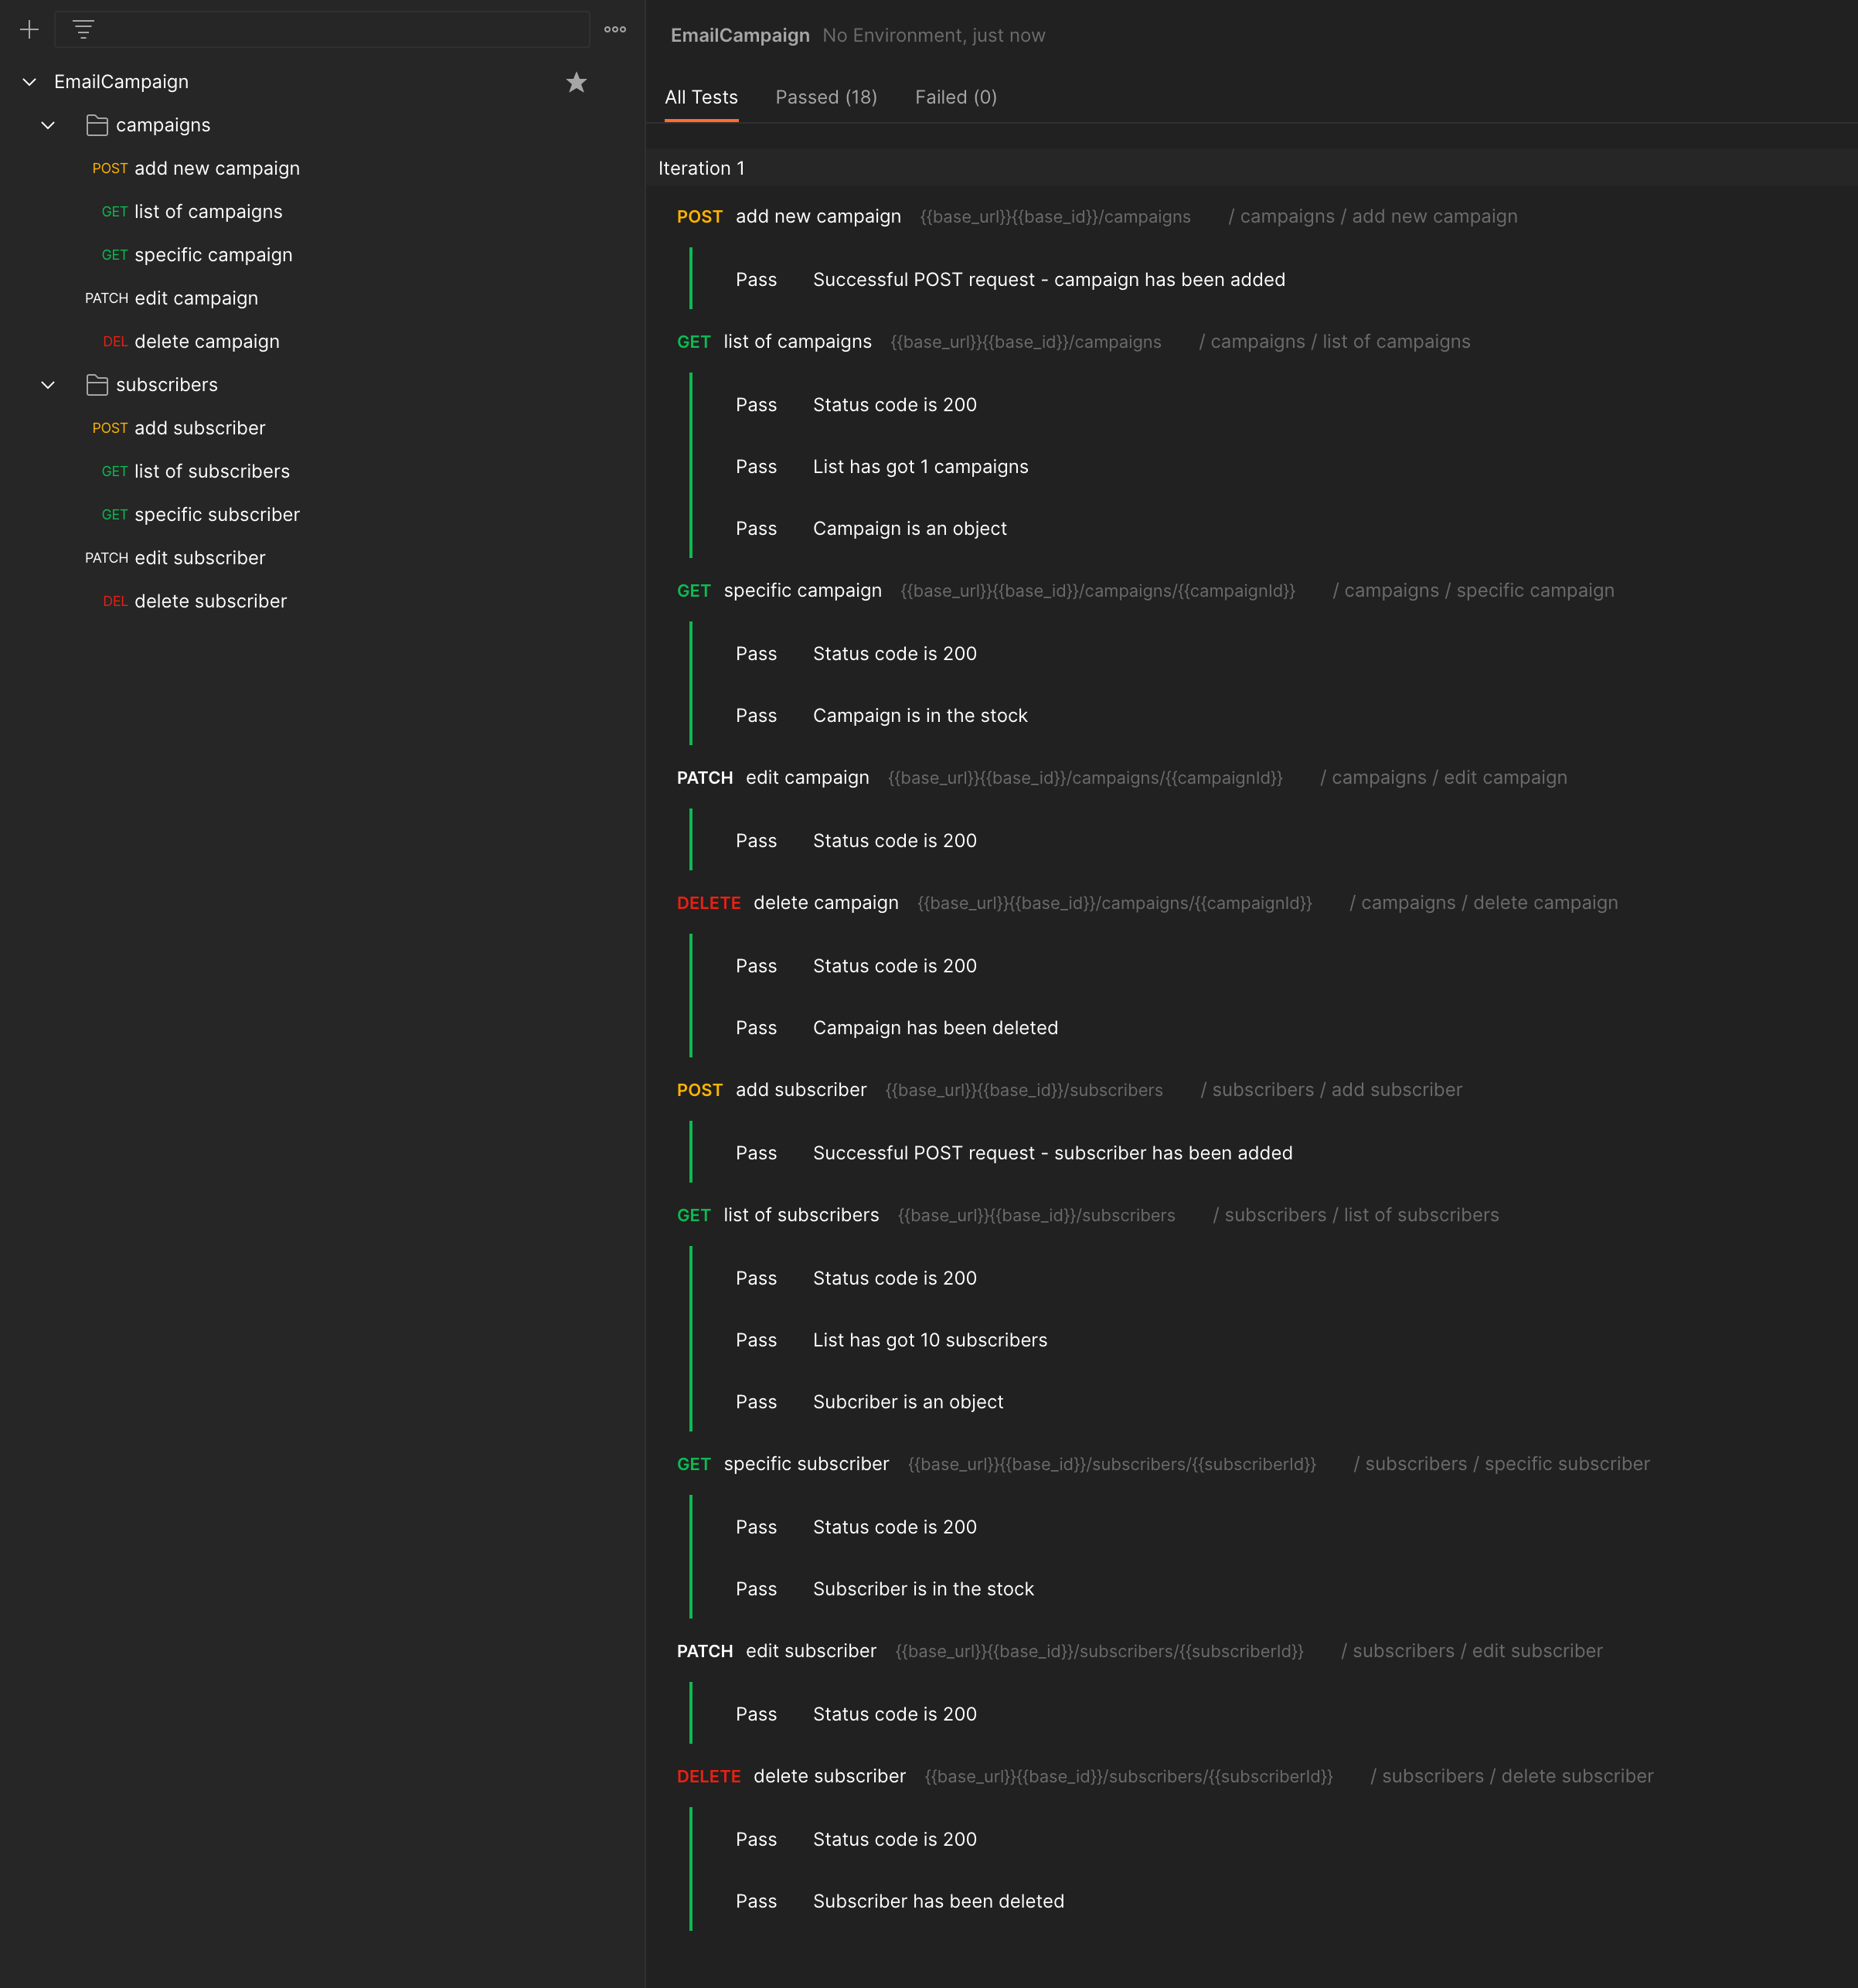 EmailCampaign
campaigns
POST add new campaign
GET list of campaigns
GET specific campaign
PATCH edit campaign
DEL delete campaign
subscribers
POST add subscriber
GET list of subscribers
GET specific subscriber
PATCH edit subscriber
DEL delete subscriber
EmailCampaign No Environment, just now
All Tests Passed (18) Failed (0)
Iteration 1
POST add new campaign {{base_url}}{{base_id}}/campaigns / campaigns / add new campaign
Pass Successful POST request - campaign has been added
GET list of campaigns {{base_url}}{{base_id}}/campaigns / campaigns / list of campaigns
Pass Status code is 200
Pass List has got 1 campaigns
Pass Campaign is an object
GET specific campaign {{base_url}}{{base_id}}/campaigns/{{campaignId}} / campaigns / specific campaign
Pass Status code is 200
Pass Campaign is in the stock
PATCH edit campaign {{base_url}}{{base_id}}/campaigns/{{campaignId}} / campaigns / edit campaign
Pass Status code is 200
DELETE delete campaign {{base_url}}{{base_id}}/campaigns/{{campaignId}} / campaigns / delete campaign
Pass Status code is 200
Pass Campaign has been deleted
POST add subscriber {{base_url}}{{base_id}}/subscribers / subscribers / add subscriber
Pass Successful POST request - subscriber has been added
GET list of subscribers {{base_url}}{{base_id}}/subscribers / subscribers / list of subscribers
Pass Status code is 200
Pass List has got 10 subscribers
Pass Subcriber is an object
GET specific subscriber {{base_url}}{{base_id}}/subscribers/{{subscriberId}} / subscribers / specific subscriber
Pass Status code is 200
Pass Subscriber is in the stock
PATCH edit subscriber {{base_url}}{{base_id}}/subscribers/{{subscriberId}} / subscribers / edit subscriber
Pass Status code is 200
DELETE delete subscriber {{base_url}}{{base_id}}/subscribers/{{subscriberId}} / subscribers / delete subscriber
Pass Status code is 200
Pass Subscriber has been deleted